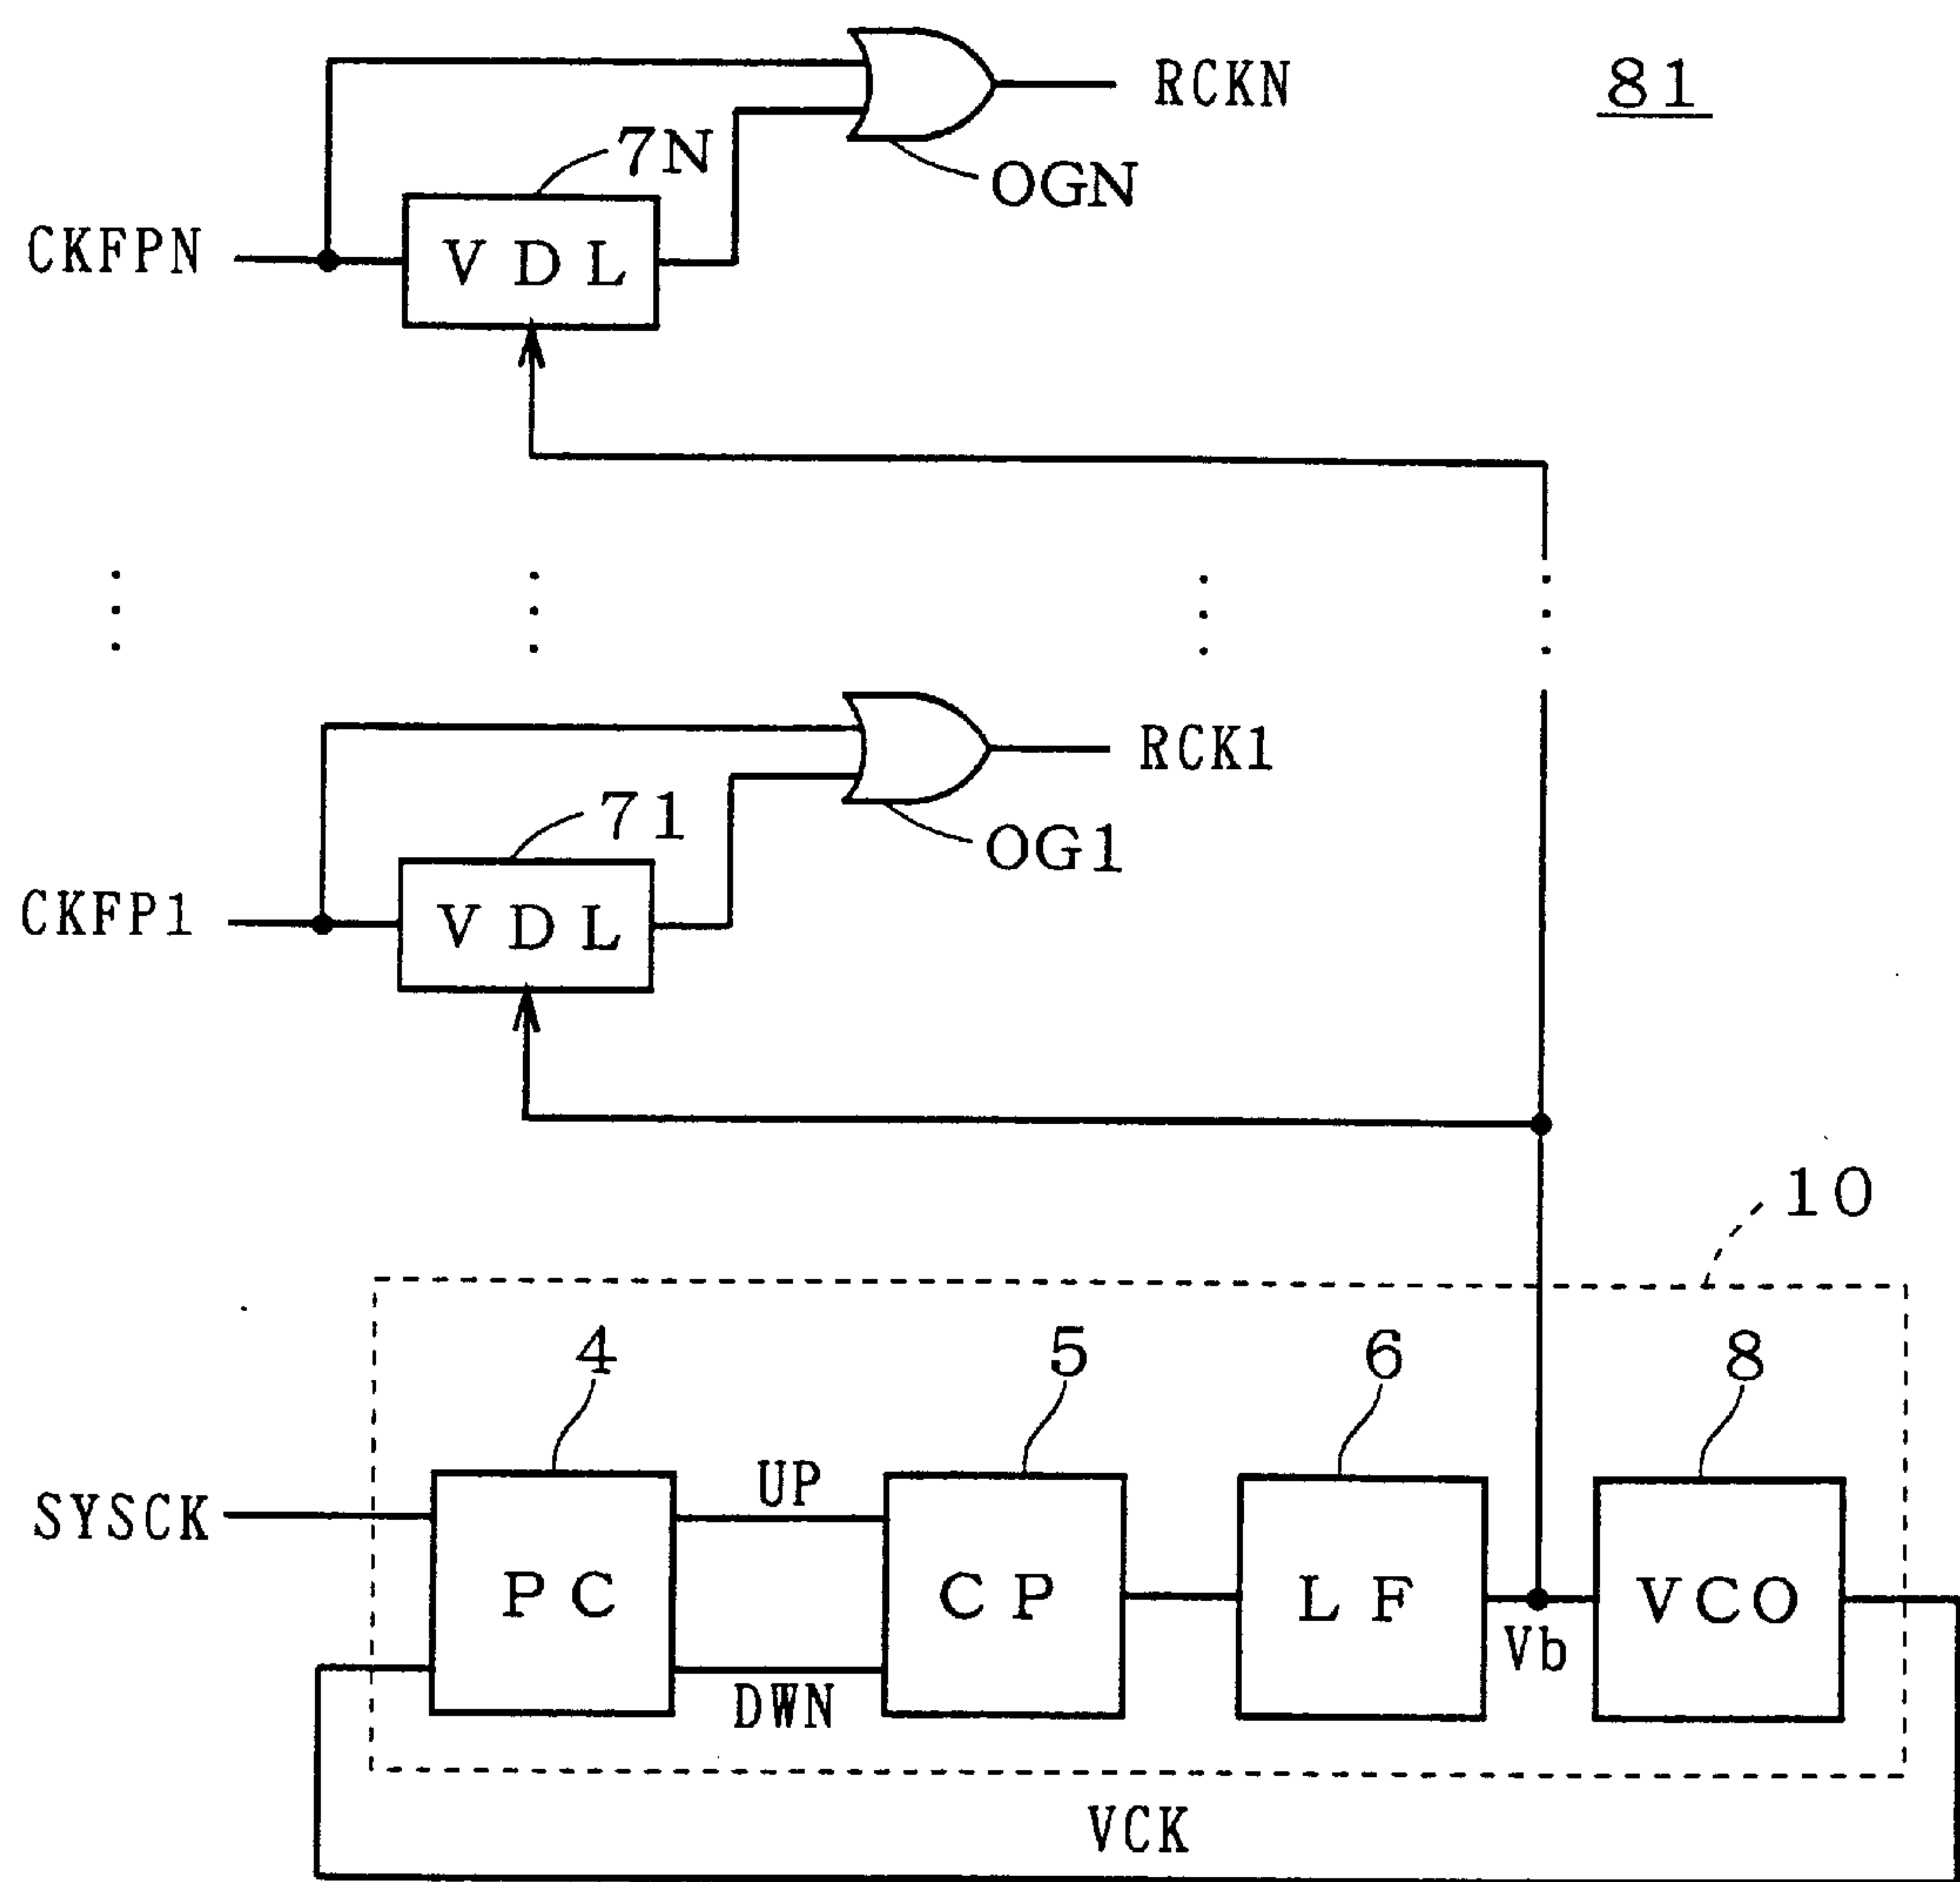 RCKN
81
7N
OGN
CKFPN
VDL
RCK1
71
OG1
CKFP1
VDL
10
4
5
6
8
SYSCK
UP
PC
CP
LF
VCO
Vb
DWN
VCK